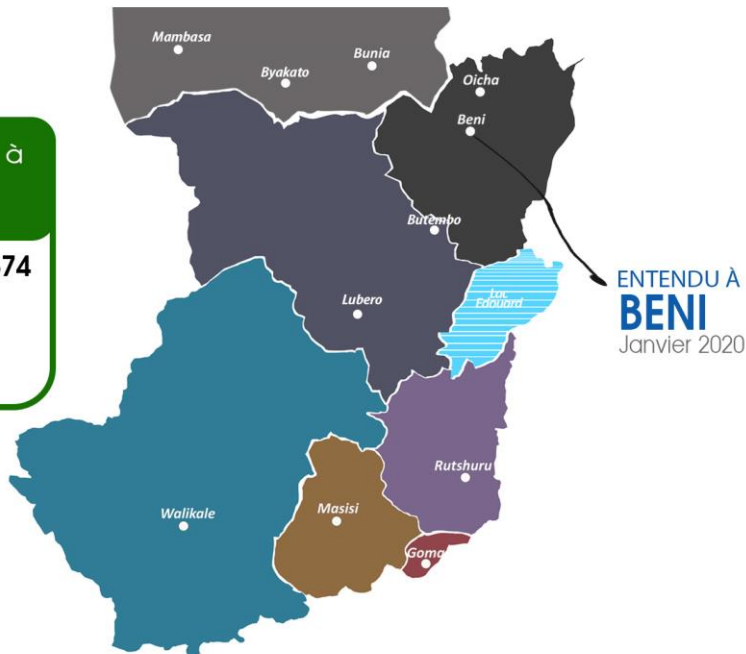 Mambasa
Bunia
Byakato
Oicha
à
Beni
Butembo
74
ENTENDU À
BENI
Janvier 2020
Lac
Edouard
Lubero
Rutshuru
Masisi
Walikale
Goma